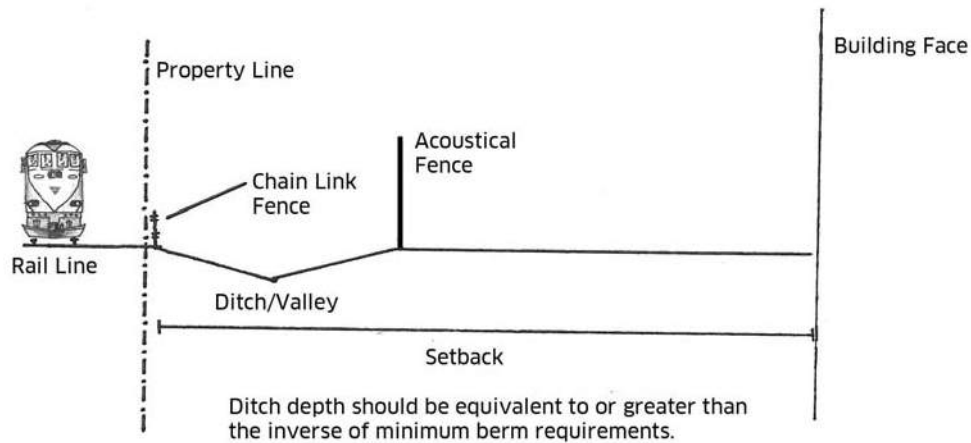 Property Line
Building Face
Acoustical
Fence
Chain Link
Fence
Rail Line
Ditch/Valley
Setback
Ditch depth should be equivalent to or greater than
the inverse of minimum berm requirements.